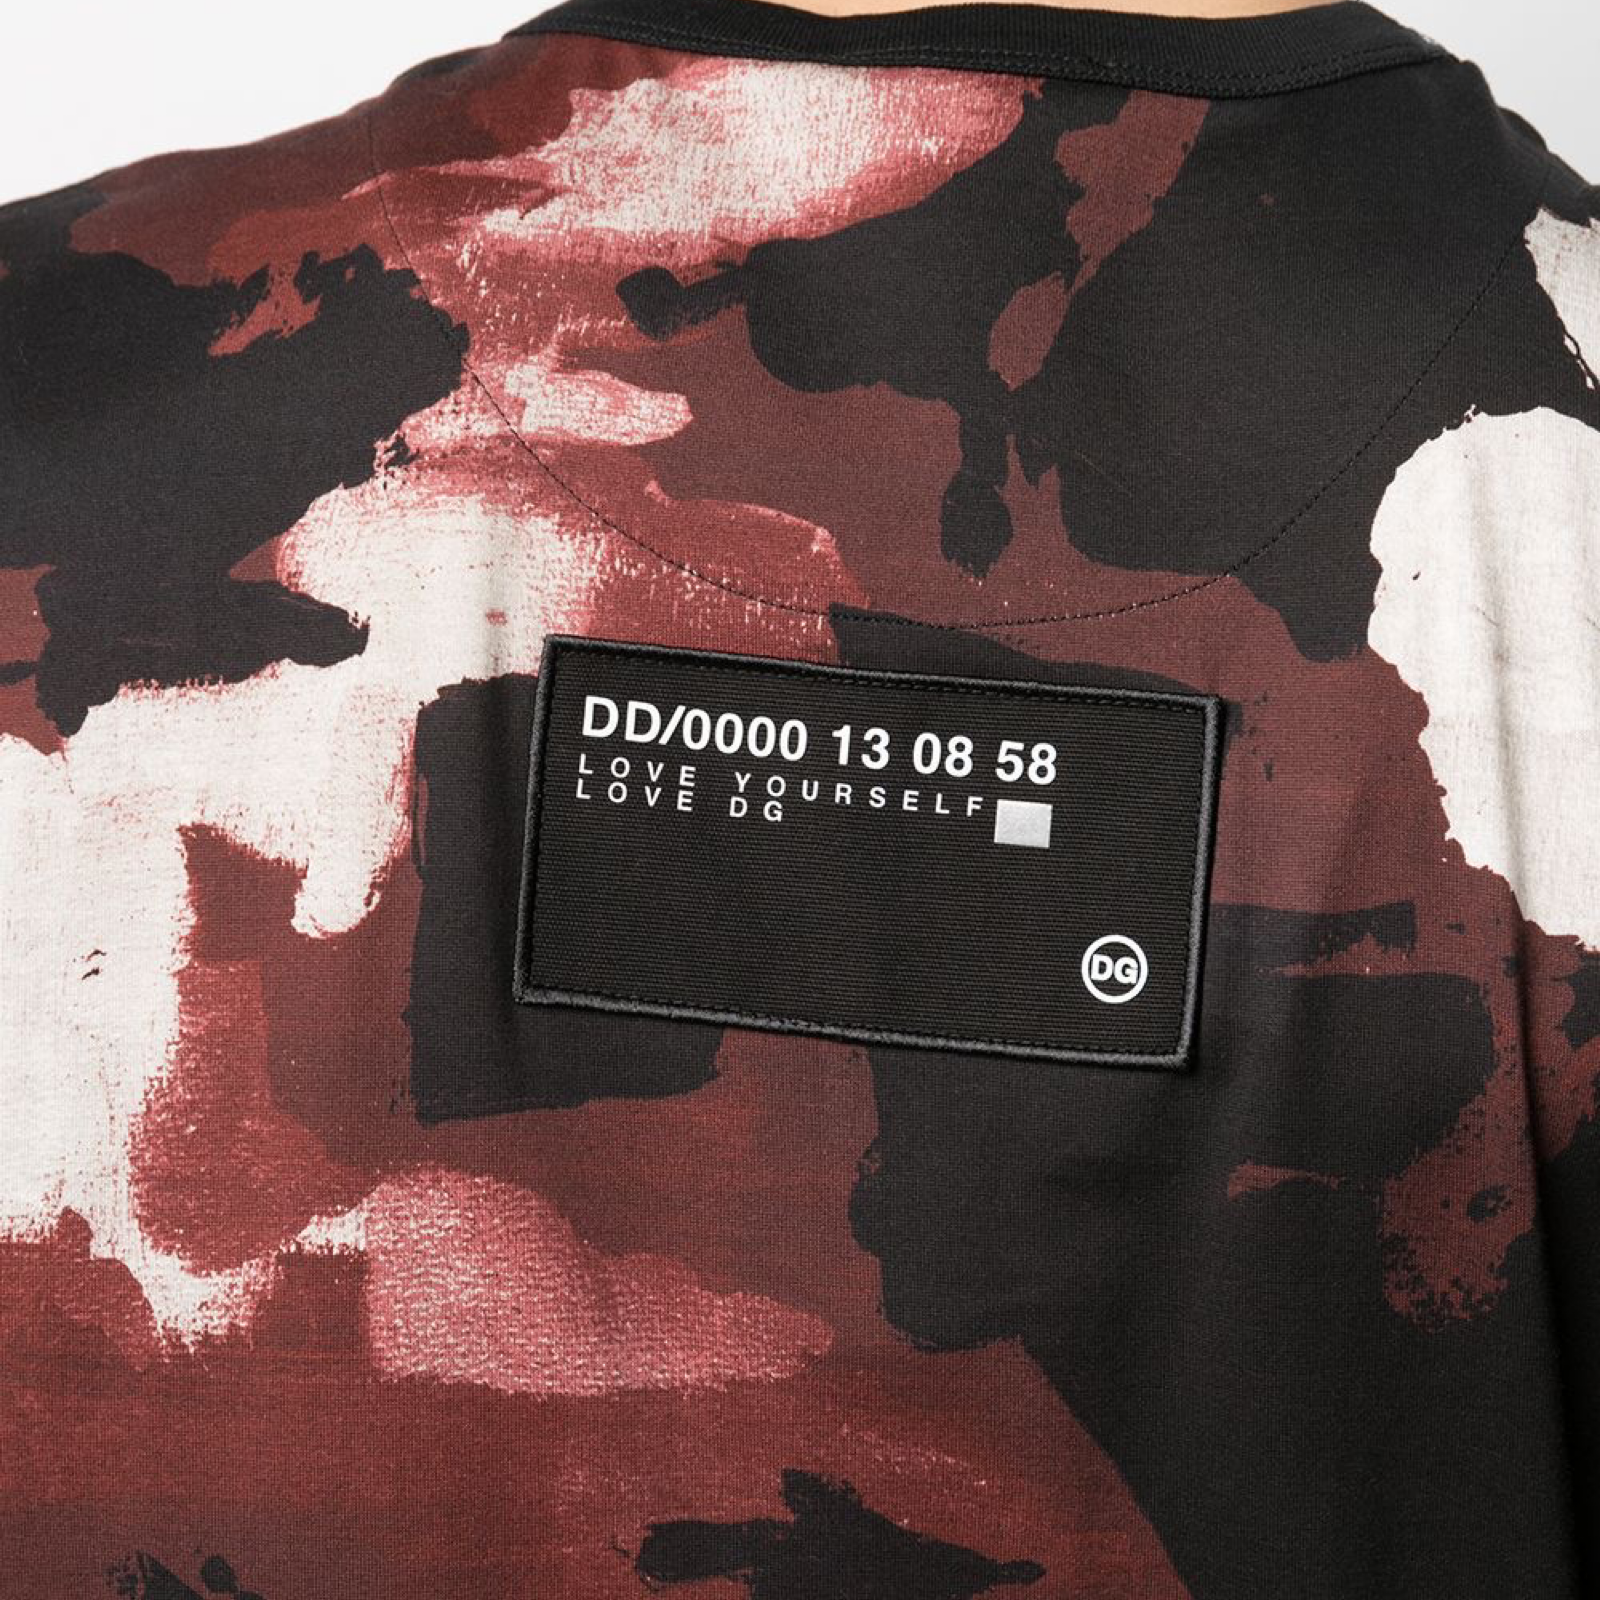 DD/0000 13 08 58
LOVE YOURSELF
LOVE DG
DG